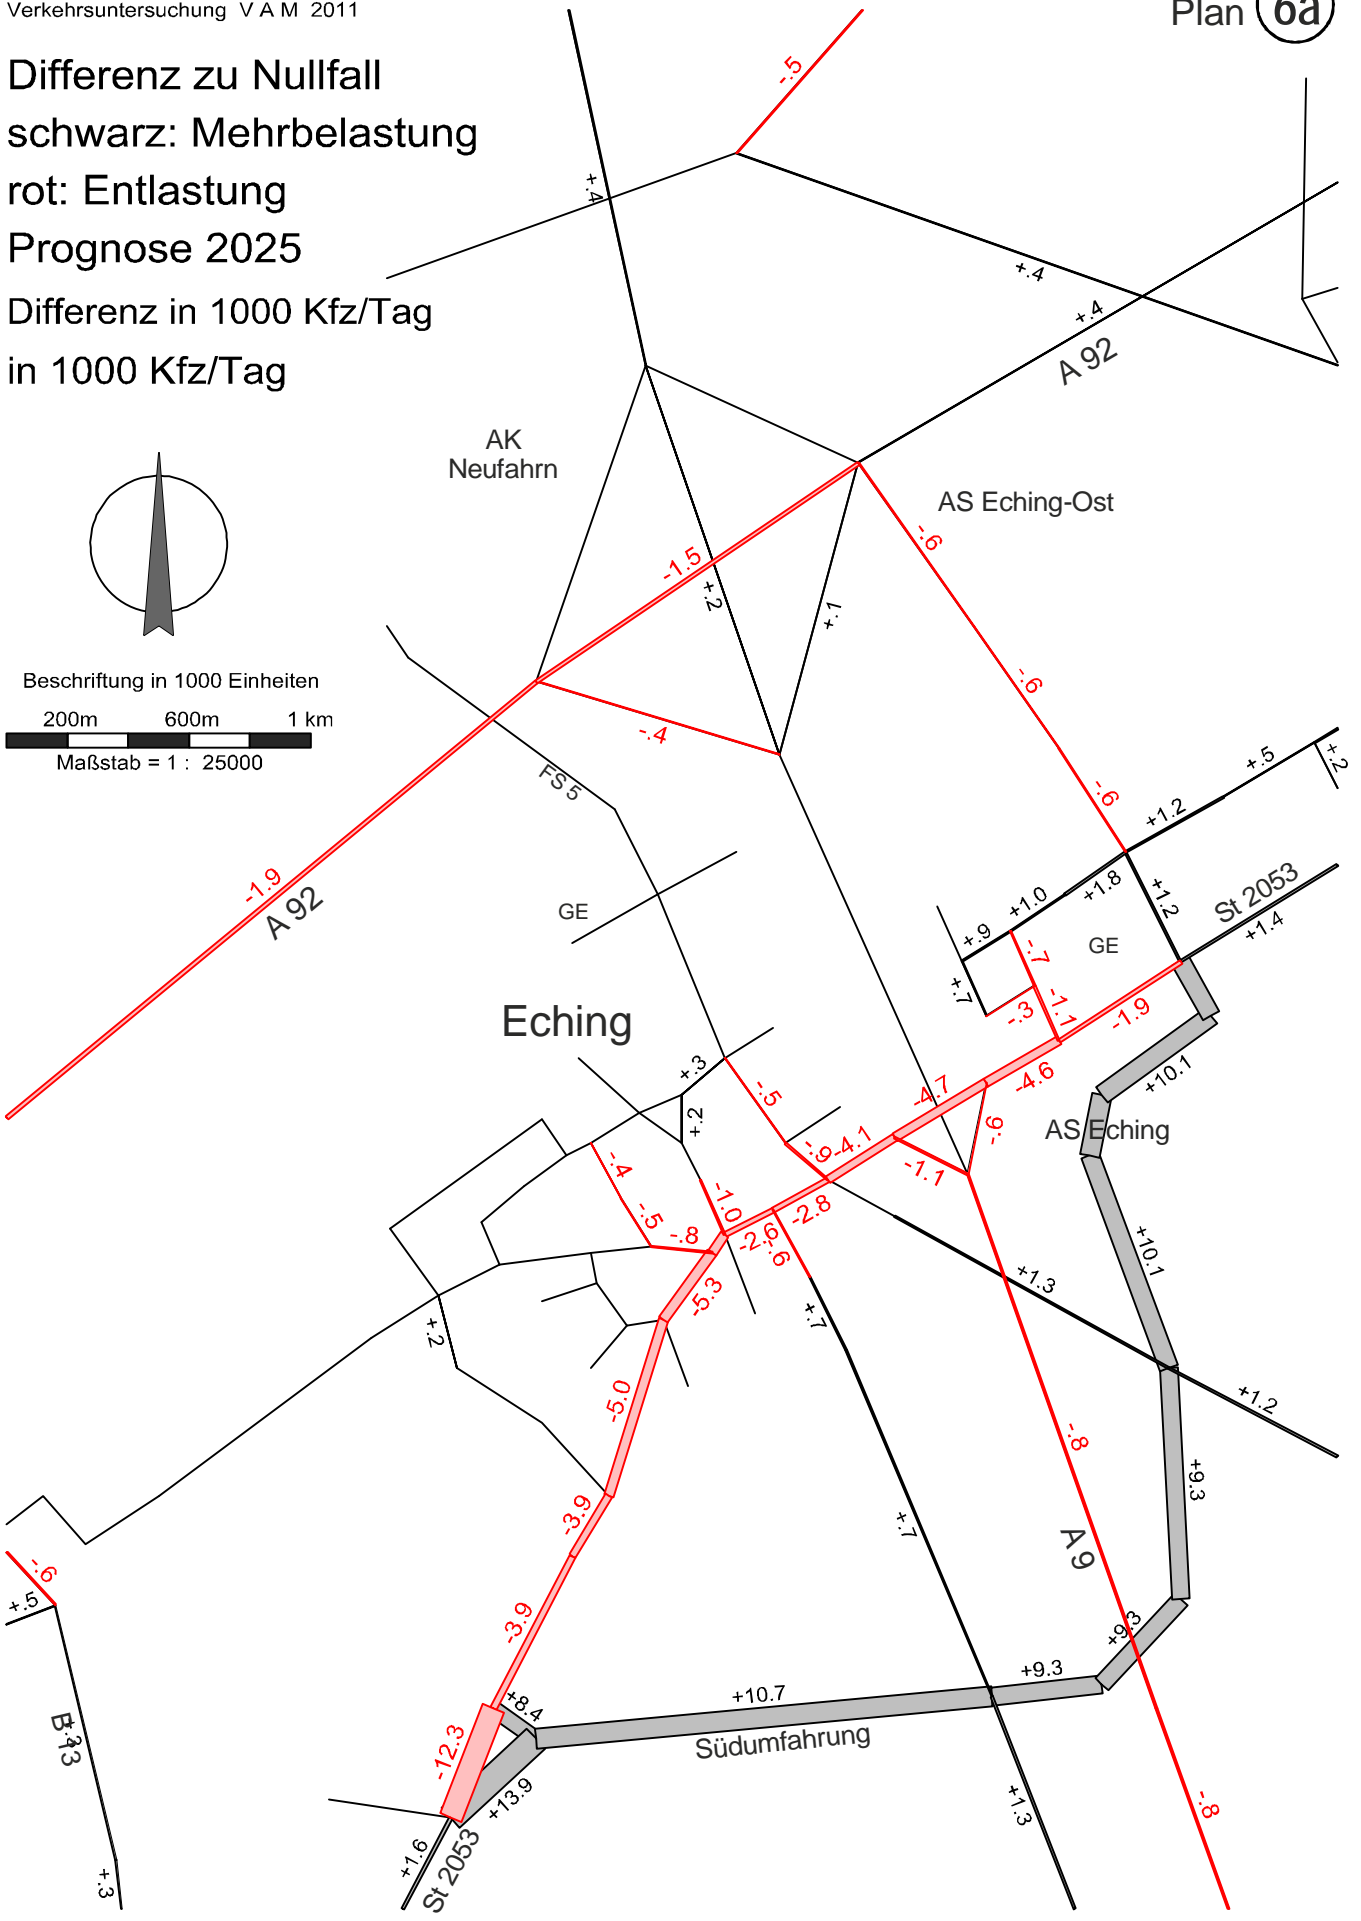 Verkehrsuntersuchung V A M 2011
Plan 6a
Differenz zu Nullfall
schwarz: Mehrbelastung
rot: Entlastung
Prognose 2025
Differenz in 1000 Kfz/Tag
in 1000 Kfz/Tag
-.5
+.4
+.4
+.4
A 92
AK
Neufahrn
AS Eching-Ost
-.6
-1.5
+.2
+.1
-.6
Beschriftung in 1000 Einheiten
200m 600m 1 km
Maßstab = 1 : 25000
-.4
FS 5
-.6
+1.2
+.5
+.2
-1.9
A 92
GE
+.9
+1.0
+1.8
+1.2
St 2053
+1.4
GE
-.7
+.7
-.3
-1.1
-1.9
Eching
+.3
+.2
-.5
-4.7
-4.6
+10.1
AS Eching
-.9
-4.1
-1.1
-.6
-.4
-.5
-.8
-1.0
-2.6
-2.8
-.6
-5.3
+.7
+1.3
+10.1
+.2
-5.0
+1.2
-.8
+9.3
-3.9
+.7
A 9
-.6
+.5
-3.9
+9.3
+9.3
+10.7
+8.4
Südumfahrung
B 13
+.3
-12.3
+13.9
+1.3
-.8
+1.6
St 2053
+.3